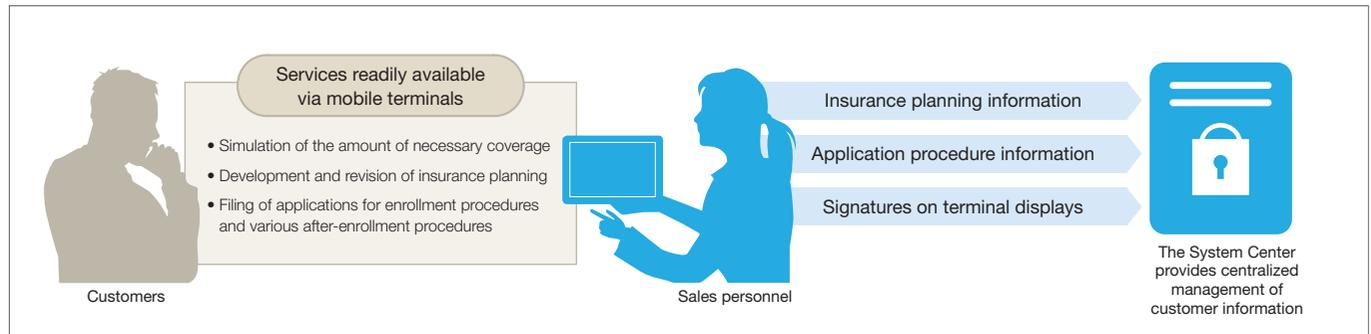 Services readily available
via mobile terminals
• Simulation of the amount of necessary coverage
• Development and revision of insurance planning
• Filing of applications for enrollment procedures
and various after-enrollment procedures
Customers
Sales personnel
Insurance planning information
Application procedure information
Signatures on terminal displays
The System Center
provides centralized
management of
customer information